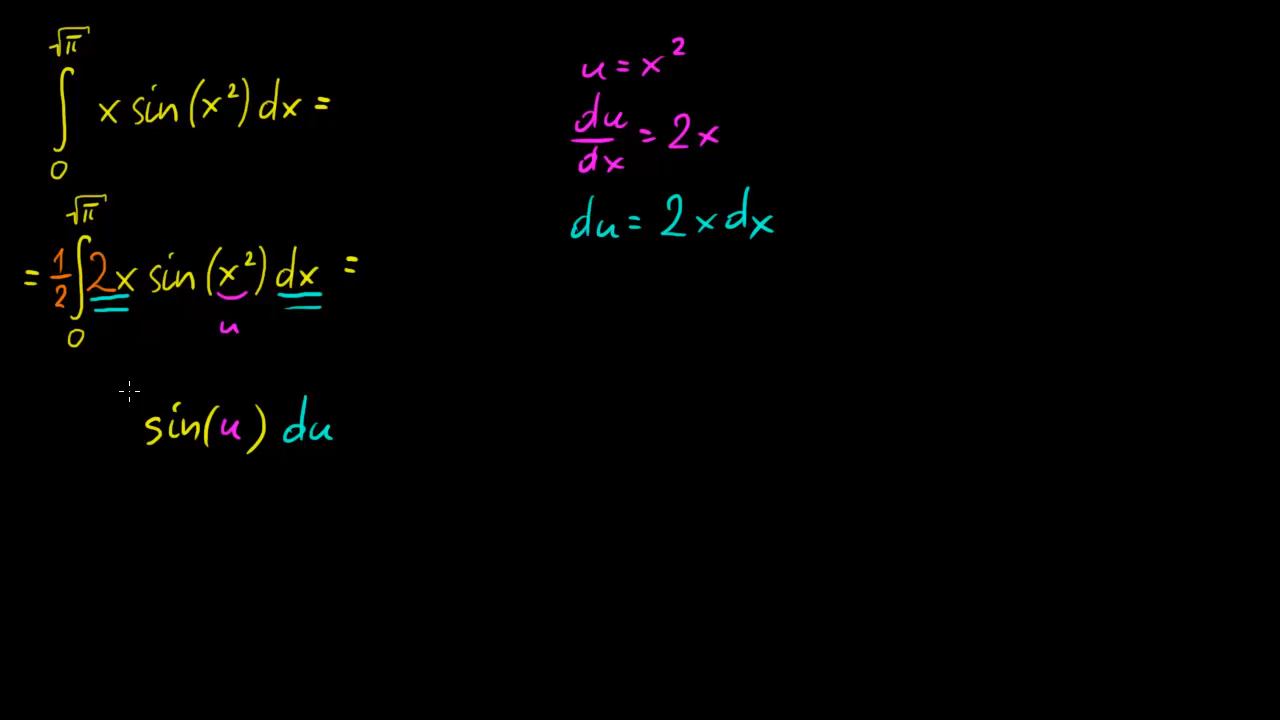 ∫₀^√π x sin(x²) dx =
= 1/2 ∫₀^√π 2x sin(x²) dx =
u
sin(u) du
u = x²
du/dx = 2x
du = 2x dx